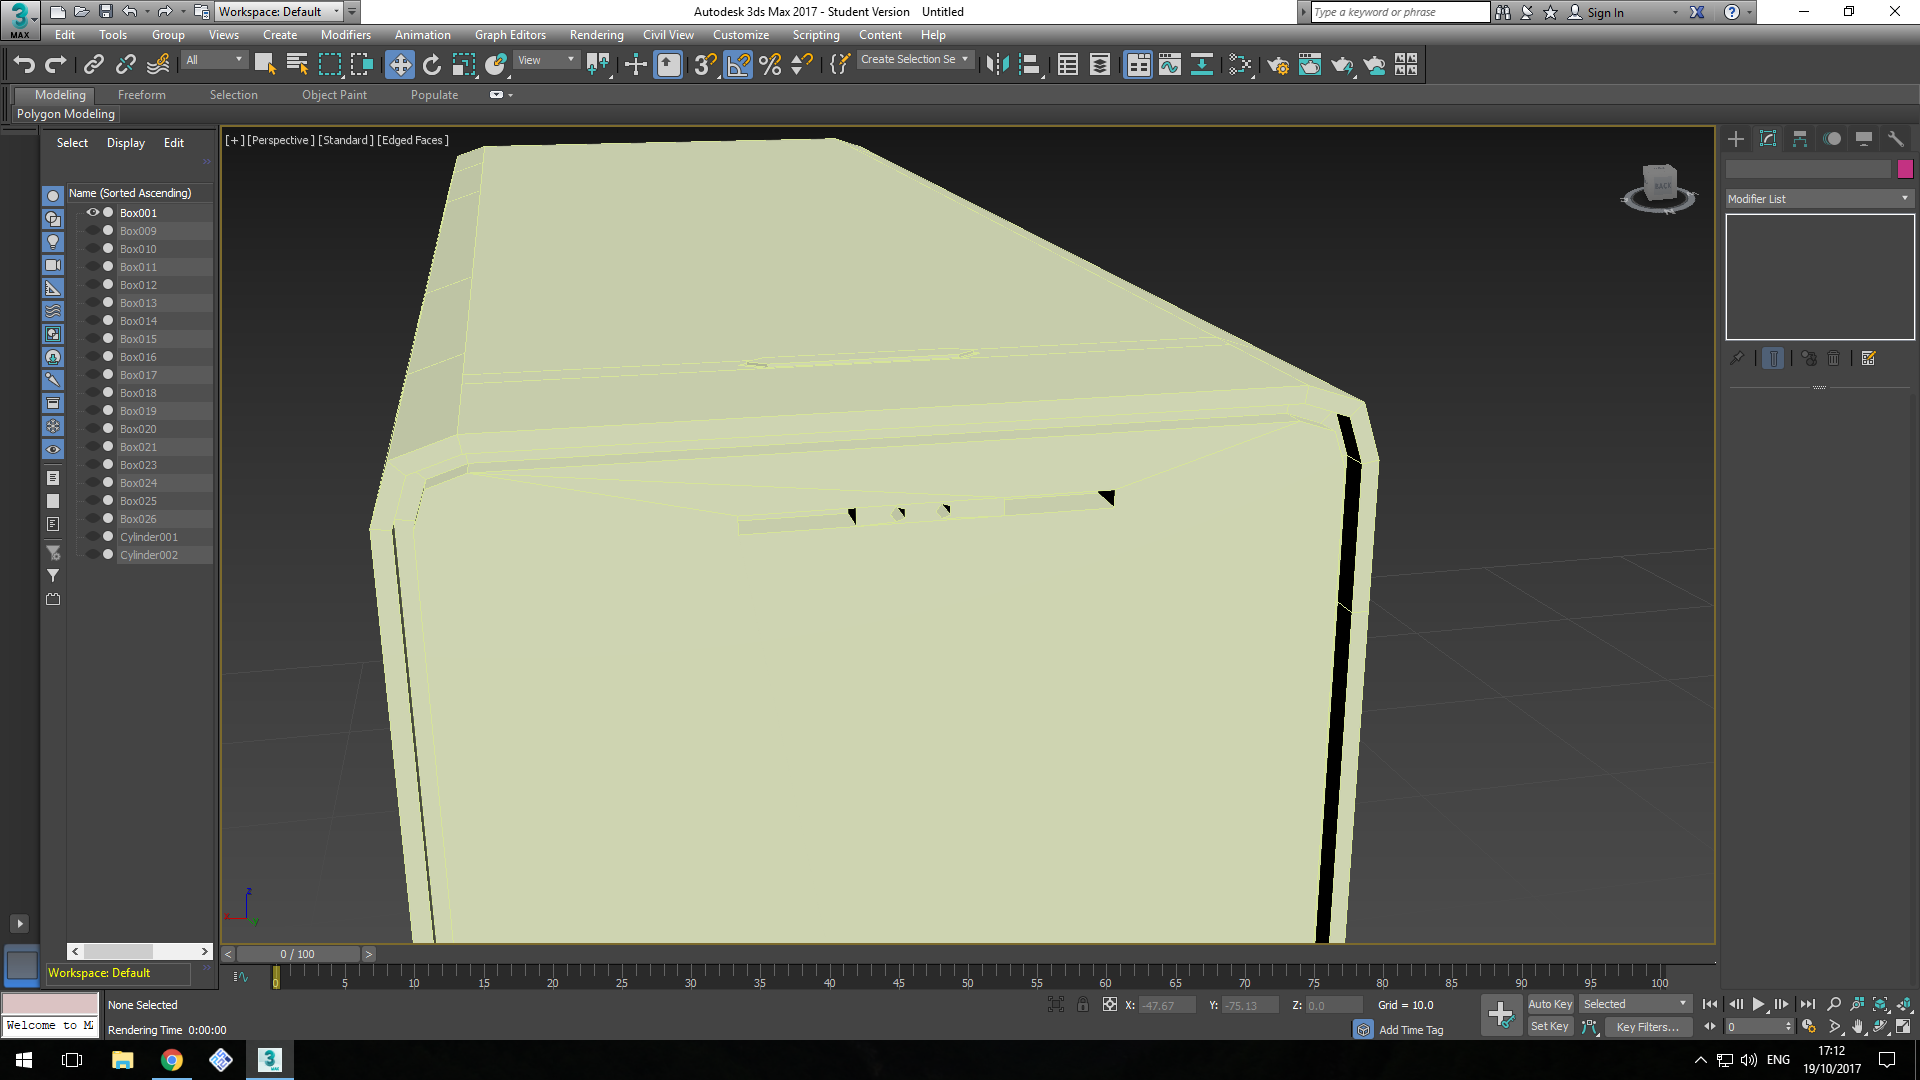 Workspace: Default
Autodesk 3ds Max 2017 - Student Version    Untitled
Type a keyword or phrase
Sign In
3
MAX
Edit
Tools
Group
Views
Create
Modifiers
Animation
Graph Editors
Rendering
Civil View
Customize
Scripting
Content
Help
All
View
3
Create Selection Se
Modeling
Freeform
Selection
Object Paint
Populate
Polygon Modeling
Select
Display
Edit
[+] [Perspective] [Standard] [Edged Faces]
BACK
Modifier List
Name (Sorted Ascending)
Box001
Box009
Box010
Box011
Box012
Box013
Box014
Box015
Box016
Box017
Box018
Box019
Box020
Box021
Box023
Box024
Box025
Box026
Cylinder001
Cylinder002
z
x
y
0 / 100
Workspace: Default
0 5 10 15 20 25 30 35 40 45 50 55 60 65 70 75 80 85 90 95 100
None Selected
X: -47.67
Y: -75.13
Z: 0.0
Grid = 10.0
Auto Key
Selected
Welcome to M
Rendering Time 0:00:00
Add Time Tag
Set Key
Key Filters...
0
ENG
17:12
19/10/2017